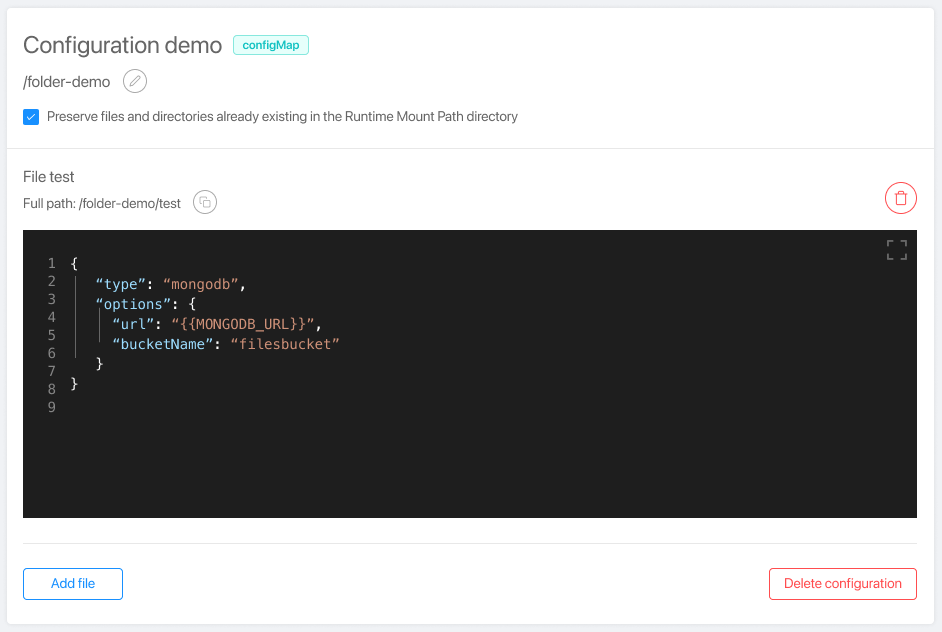 Configuration demo configMap
/folder-demo
Preserve files and directories already existing in the Runtime Mount Path directory
File test
Full path: /folder-demo/test
1 {
2 “type”: “mongodb”,
3 “options”: {
4 “url”: “{{MONGODB_URL}}”,
5 “bucketName”: “filesbucket”
6 }
7 }
8
9
Add file Delete configuration